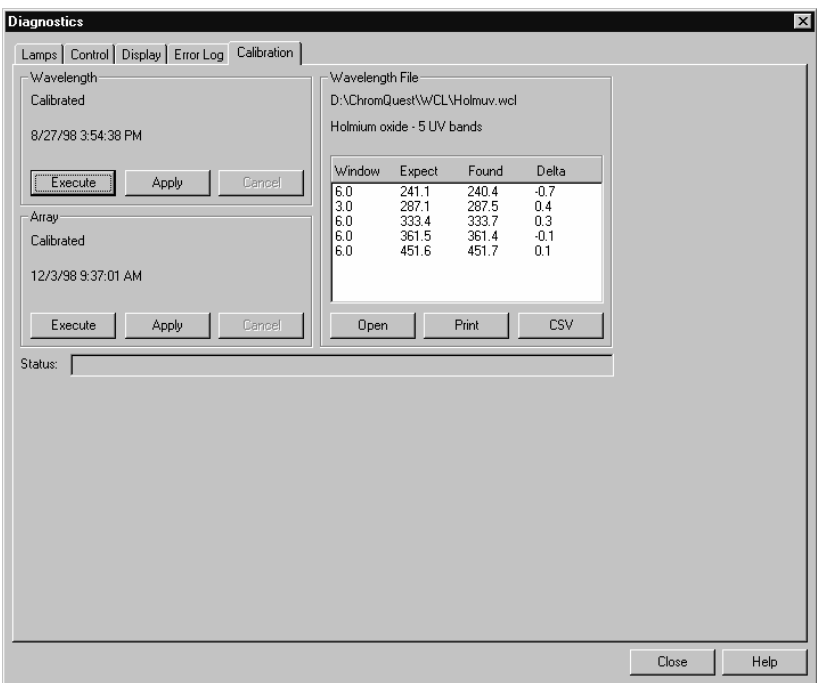 Diagnostics
Lamps Control Display Error Log Calibration
Wavelength
Calibrated
8/27/98 3:54:38 PM
Execute Apply Cancel
Array
Calibrated
12/3/98 9:37:01 AM
Execute Apply Cancel
Wavelength File
D:\ChromQuest\WCL\Holmuv.wcl
Holmium oxide - 5 UV bands
Window Expect Found Delta
6.0 241.1 240.4 -0.7
3.0 287.1 287.5 0.4
6.0 333.4 333.7 0.3
6.0 361.5 361.4 -0.1
6.0 451.6 451.7 0.1
Open Print CSV
Status:
Close Help